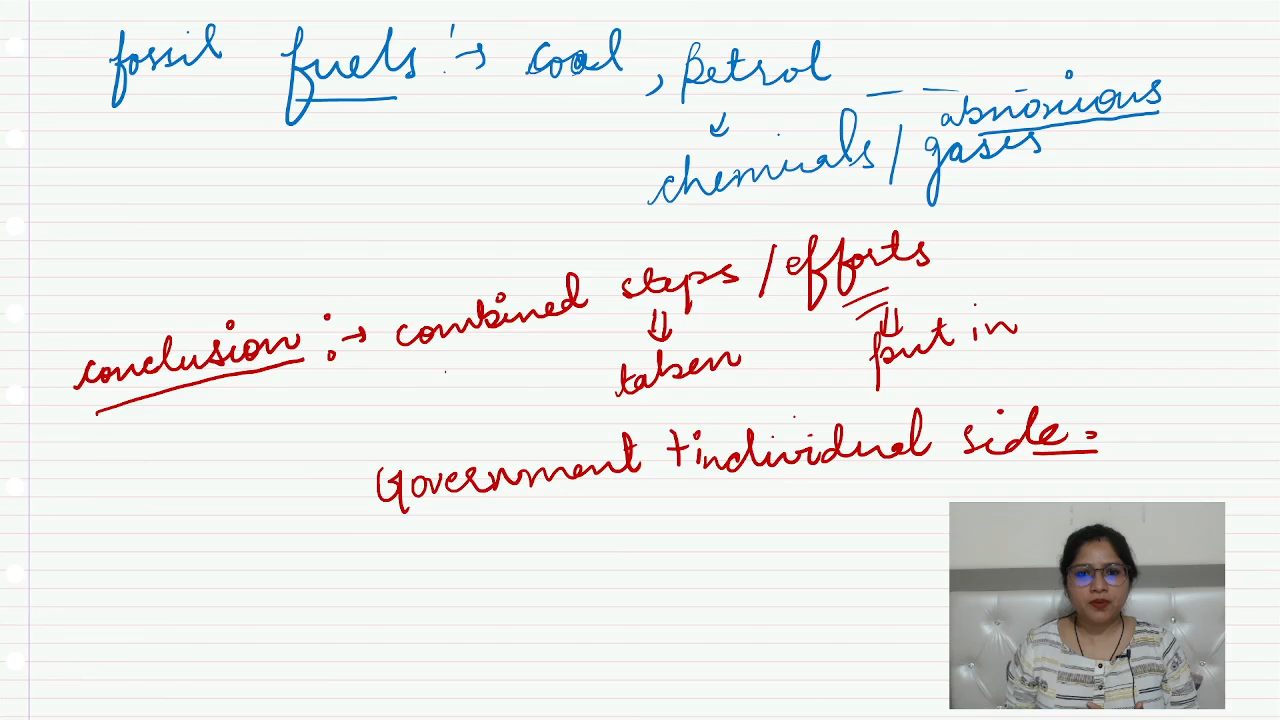 fossil fuels :→ coal, Petrol
↓ abnoxious
chemicals / gases
conclusion :→ combined steps / efforts
⇓ ⇓
taken put in
Government + individual side =